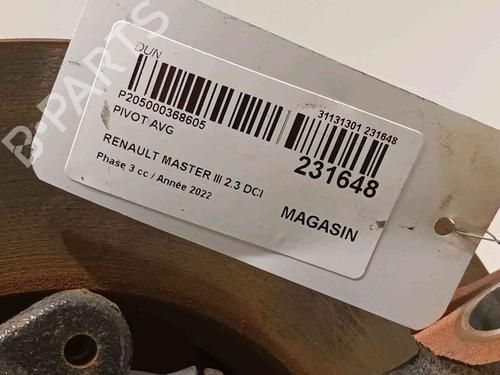 B-PARTS
DUN
P205000368605
PIVOT AVG
31131301 231648
231648
RENAULT MASTER III 2.3 DCI
Phase 3 cc / Année 2022
MAGASIN